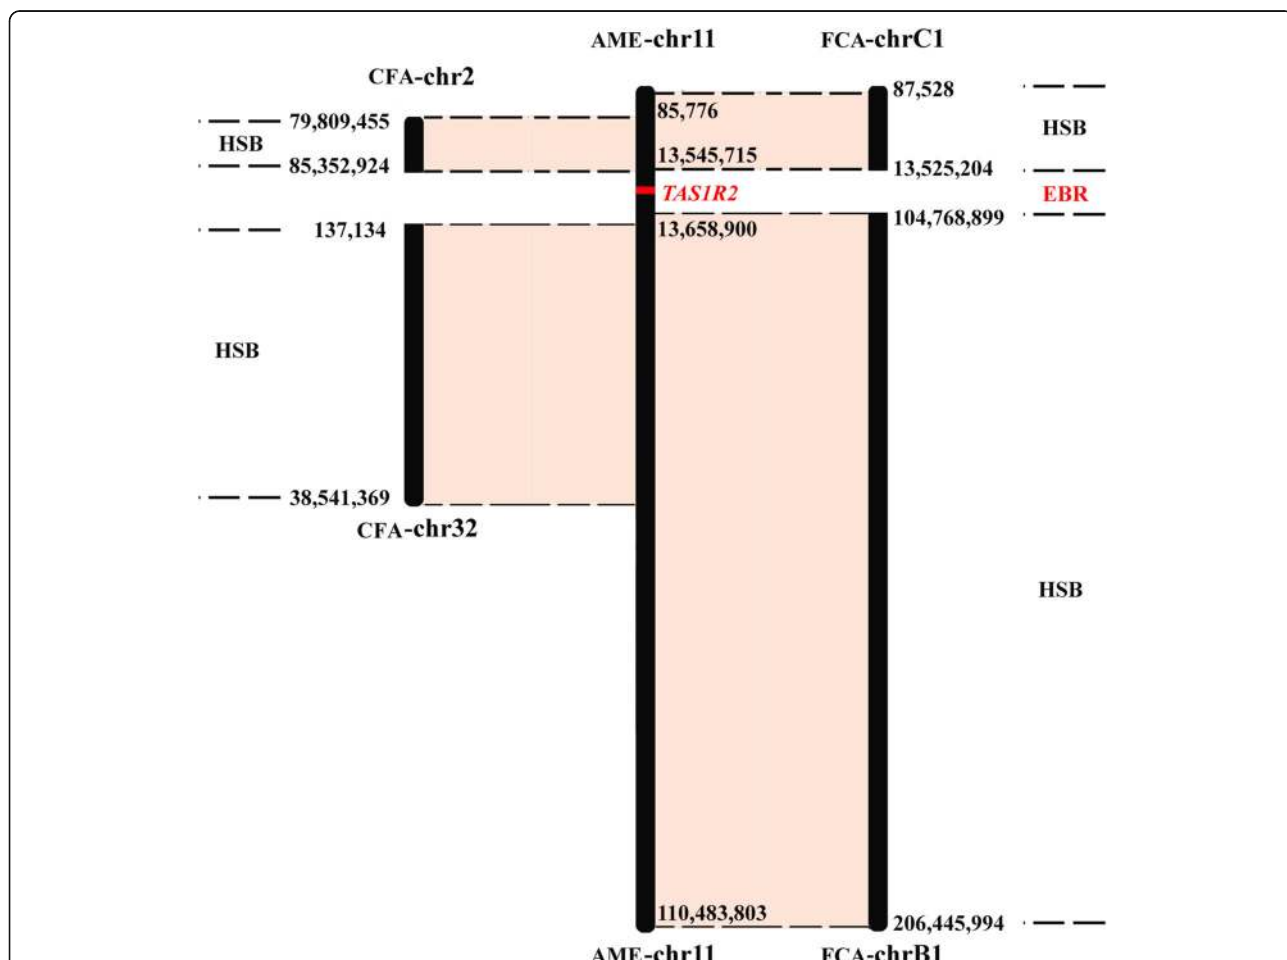 AME-chr11 FCA-chrC1
CFA-chr2
87,528
85,776
79,809,455
HSB
HSB
13,545,715
85,352,924
13,525,204
TAS1R2
EBR
104,768,899
137,134
13,658,900
HSB
38,541,369
CFA-chr32
HSB
110,483,803
206,445,994
AME-chr11 FCA-chrB1